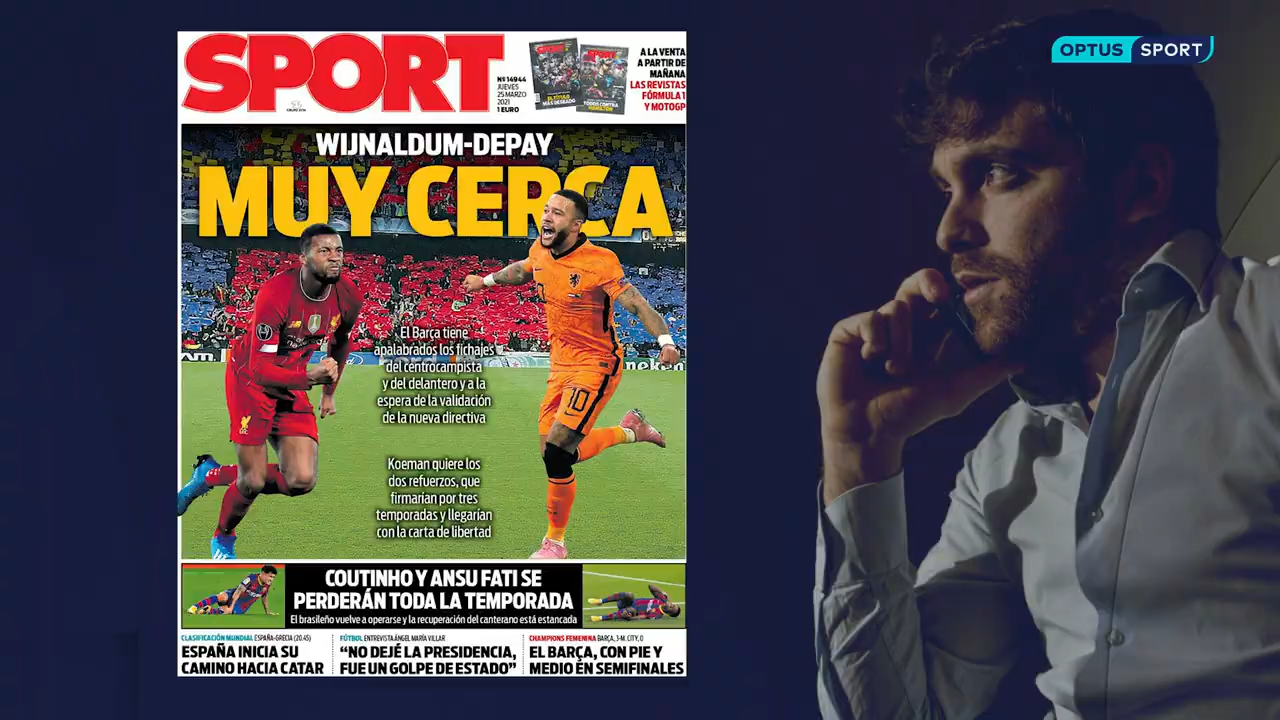 OPTUS SPORT
SPORT
Nº 14944
JUEVES
25 MARZO
2021
1 EURO
A LA VENTA
A PARTIR DE
MAÑANA
LAS REVISTAS
FÓRMULA 1
Y MOTOGP
WIJNALDUM-DEPAY
MUY CERCA
El Barça tiene
apalabrados los fichajes
del centrocampista
y del delantero y a la
espera de la validación
de la nueva directiva
Koeman quiere los
dos refuerzos, que
firmarían por tres
temporadas y llegarían
con la carta de libertad
10
COUTINHO Y ANSU FATI SE
PERDERÁN TODA LA TEMPORADA
El brasileño vuelve a operarse y la recuperación del canterano está estancada
CLASIFICACIÓN MUNDIAL ESPAÑA-GRECIA (20.45)
ESPAÑA INICIA SU
CAMINO HACIA CATAR
FÚTBOL ENTREVISTA ÁNGEL MARÍA VILLAR
“NO DEJÉ LA PRESIDENCIA,
FUE UN GOLPE DE ESTADO”
CHAMPIONS FEMENINA BARÇA, 3-M. CITY, 0
EL BARÇA, CON PIE Y
MEDIO EN SEMIFINALES